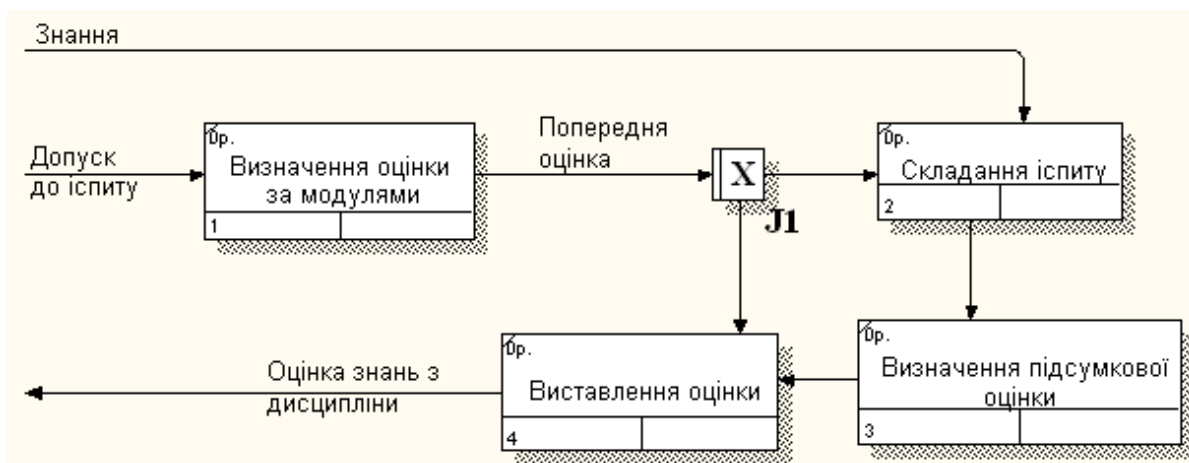 Знання
Допуск
до іспиту
0р.
Визначення оцінки
за модулями
1
Попередня
оцінка
X
J1
0р.
Складання іспиту
2
Оцінка знань з
дисципліни
0р.
Виставлення оцінки
4
0р.
Визначення підсумкової
оцінки
3